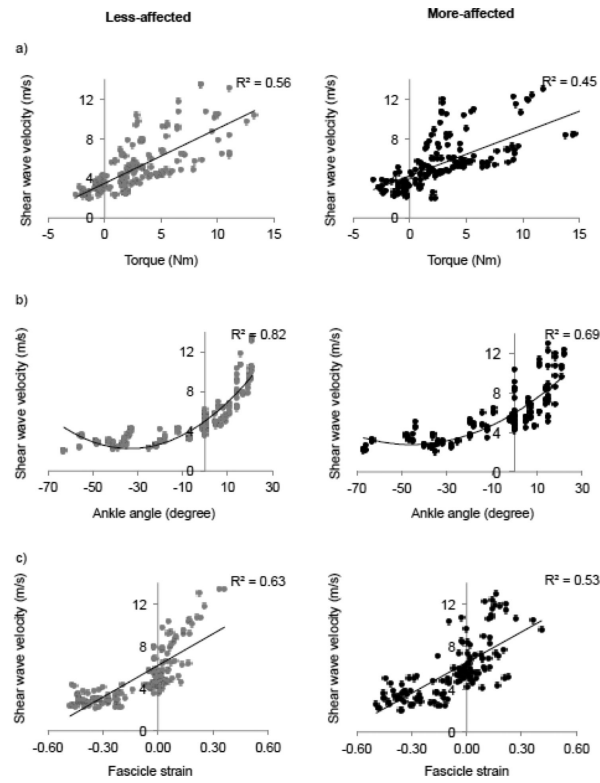 Less-affected
More-affected
a)
Shear wave velocity (m/s)
12
8
4
0
-5 0 5 10 15
Torque (Nm)
R² = 0.56
Shear wave velocity (m/s)
12
8
4
0
-5 0 5 10 15
Torque (Nm)
R² = 0.45
b)
Shear wave velocity (m/s)
12
8
4
0
-70 -50 -30 -10 10 30
Ankle angle (degree)
R² = 0.82
Shear wave velocity (m/s)
12
8
4
0
-70 -50 -30 -10 10 30
Ankle angle (degree)
R² = 0.69
c)
Shear wave velocity (m/s)
12
8
4
0
-0.60 -0.30 0.00 0.30 0.60
Fascicle strain
R² = 0.63
Shear wave velocity (m/s)
12
8
4
0
-0.60 -0.30 0.00 0.30 0.60
Fascicle strain
R² = 0.53